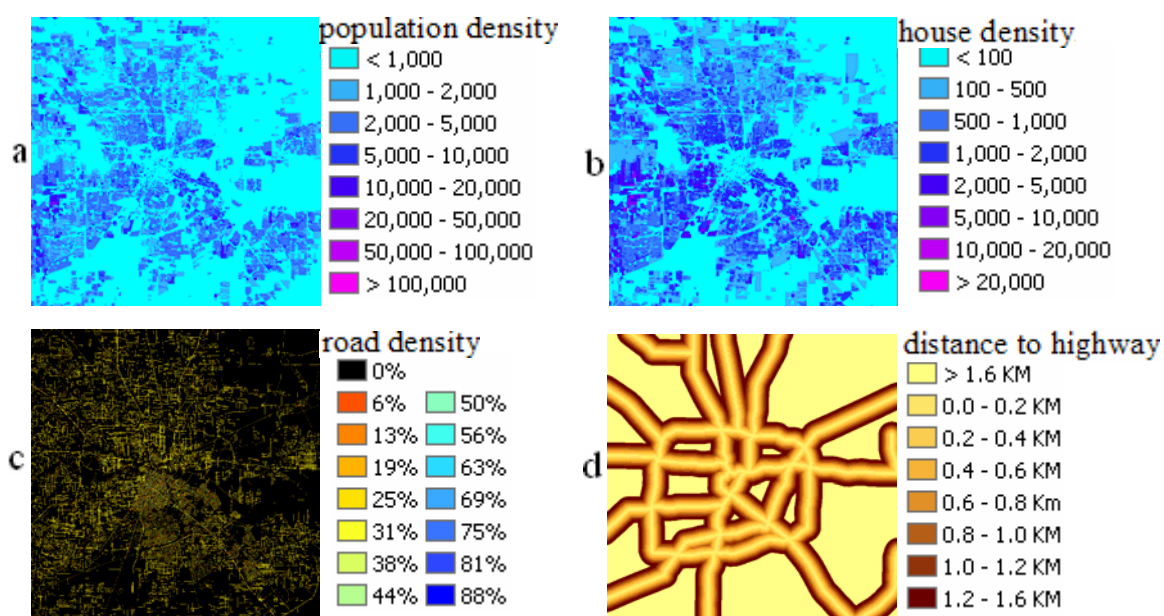 population density
< 1,000
1,000 - 2,000
2,000 - 5,000
5,000 - 10,000
10,000 - 20,000
20,000 - 50,000
50,000 - 100,000
> 100,000
a
house density
< 100
100 - 500
500 - 1,000
1,000 - 2,000
2,000 - 5,000
5,000 - 10,000
10,000 - 20,000
> 20,000
b
road density
0%
6% 50%
13% 56%
19% 63%
25% 69%
31% 75%
38% 81%
44% 88%
c
distance to highway
> 1.6 KM
0.0 - 0.2 KM
0.2 - 0.4 KM
0.4 - 0.6 KM
0.6 - 0.8 Km
0.8 - 1.0 KM
1.0 - 1.2 KM
1.2 - 1.6 KM
d